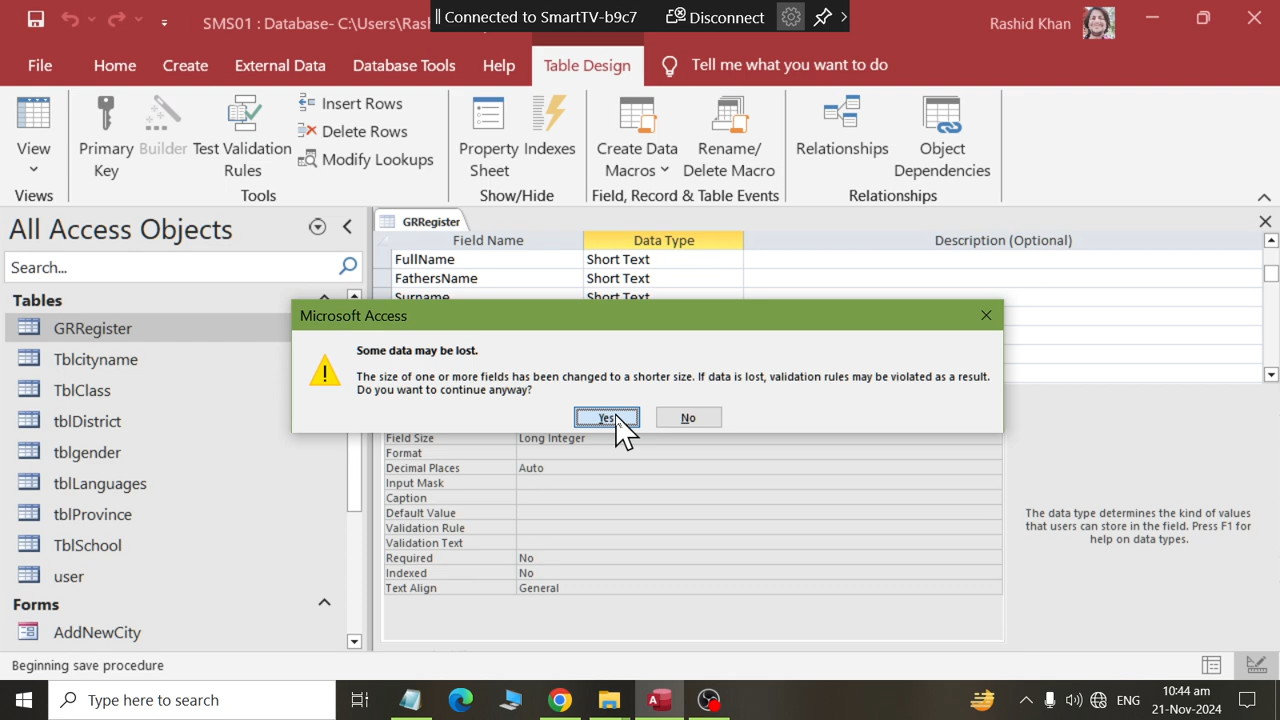 SMS01 : Database- C:\Users\Rasl
Connected to SmartTV-b9c7
Disconnect
Rashid Khan
File
Home
Create
External Data
Database Tools
Help
Table Design
Tell me what you want to do
View
Primary Key
Builder
Test Validation Rules
Insert Rows
Delete Rows
Modify Lookups
Property Sheet
Indexes
Create Data Macros
Rename/ Delete Macro
Relationships
Object Dependencies
Views
Tools
Show/Hide
Field, Record & Table Events
Relationships
All Access Objects
Search...
Tables
GRRegister
Tblcityname
TblClass
tblDistrict
tblgender
tblLanguages
tblProvince
TblSchool
user
Forms
AddNewCity
GRRegister
Field Name
Data Type
Description (Optional)
FullName
Short Text
FathersName
Short Text
Surname
Short Text
Microsoft Access
Some data may be lost.
The size of one or more fields has been changed to a shorter size. If data is lost, validation rules may be violated as a result.
Do you want to continue anyway?
Yes
No
Field Size
Long Integer
Format
Decimal Places
Auto
Input Mask
Caption
Default Value
Validation Rule
Validation Text
Required
No
Indexed
No
Text Align
General
The data type determines the kind of values
that users can store in the field. Press F1 for
help on data types.
Beginning save procedure
Type here to search
ENG
10:44 am
21-Nov-2024